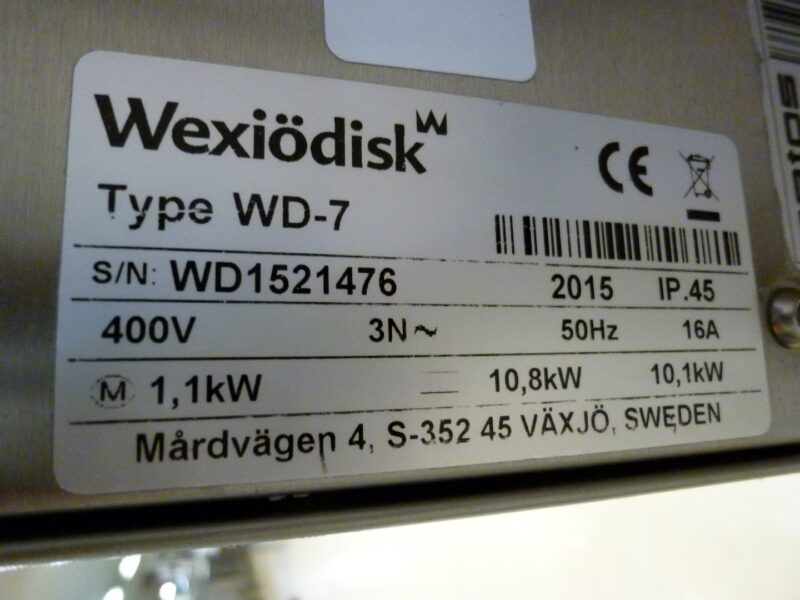 Wexiödisk
Type WD-7
S/N: WD1521476 2015 IP.45
400V 3N~ 50Hz 16A
M 1,1kW 10,8kW 10,1kW
Mårdvägen 4, S-352 45 VÄXJÖ, SWEDEN